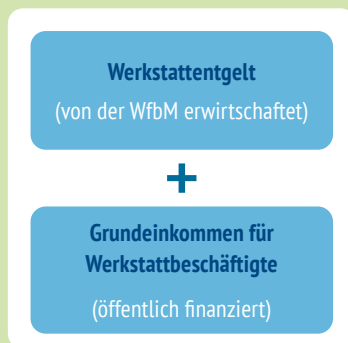 Werkstattentgelt
(von der WfbM erwirtschaftet)
+
Grundeinkommen für
Werkstattbeschäftigte
(öffentlich finanziert)